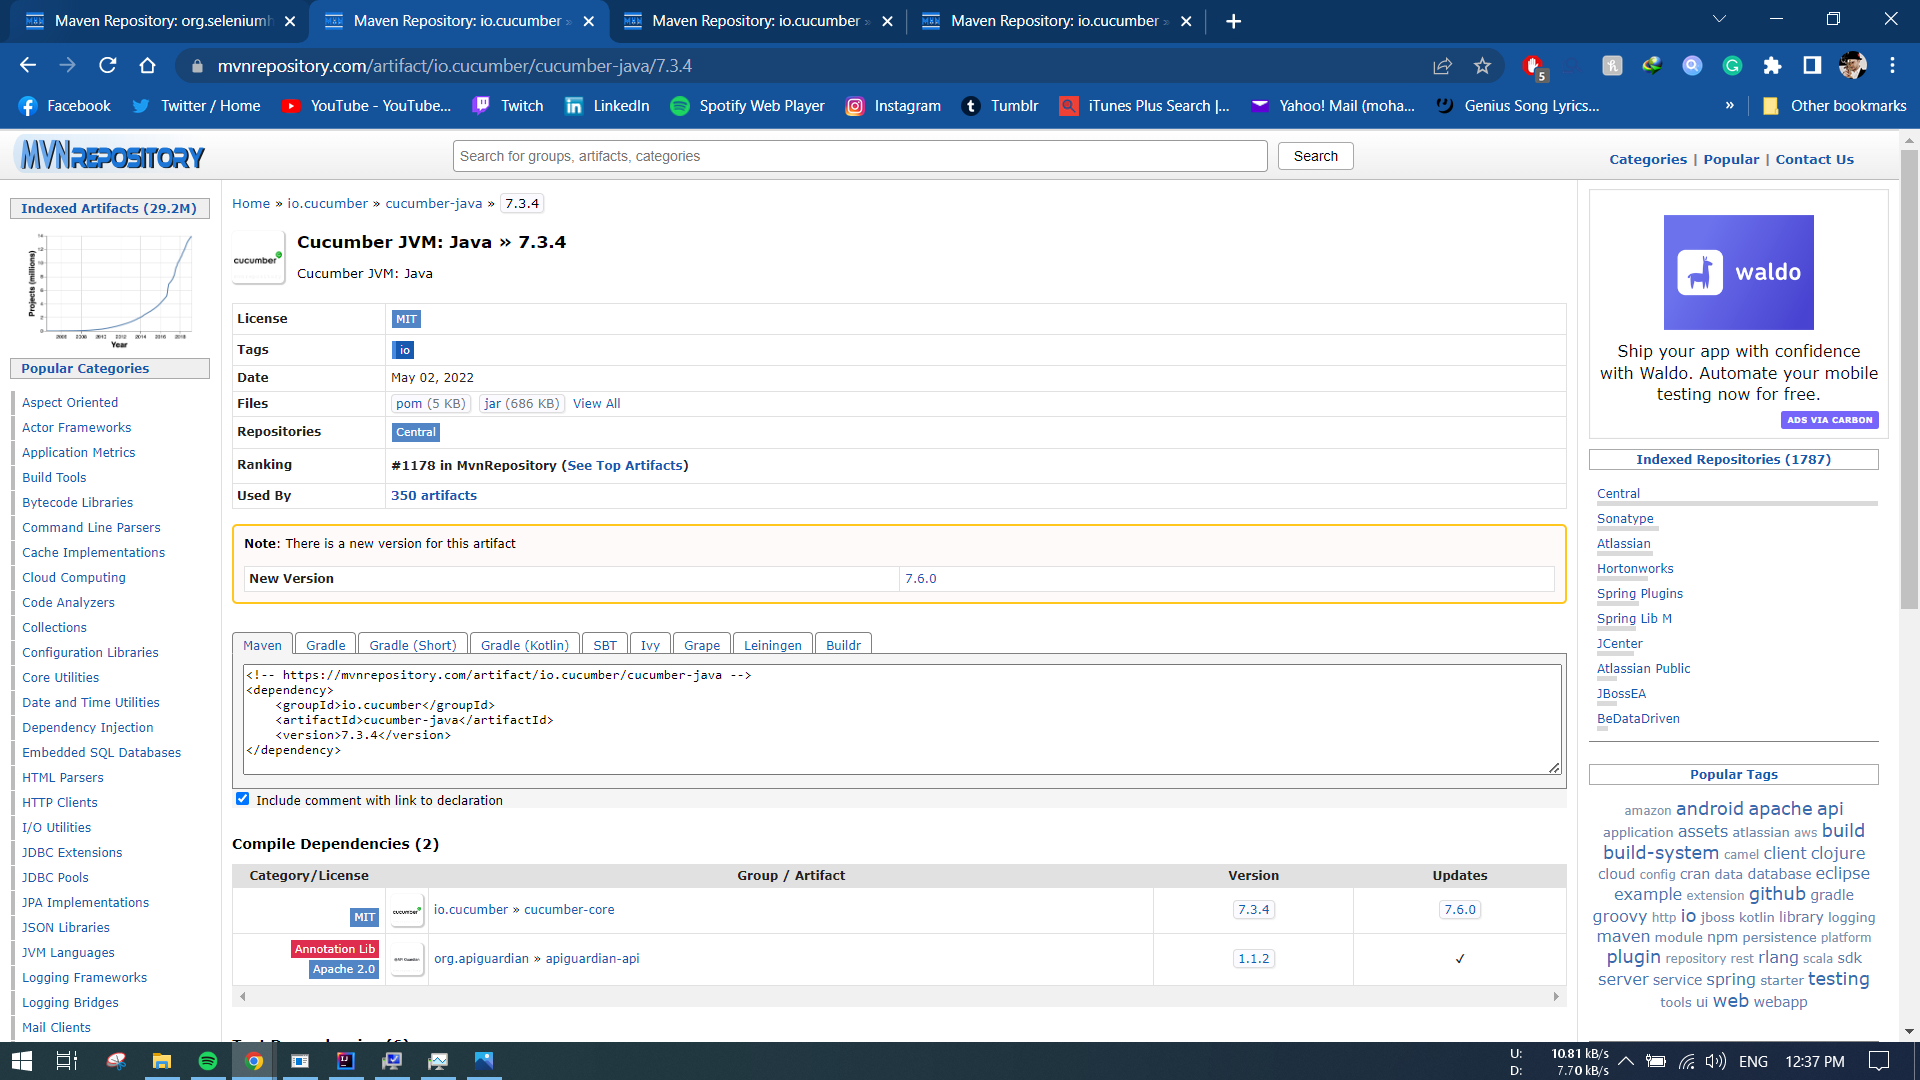 Maven Repository: org.seleniumh
Maven Repository: io.cucumber »
Maven Repository: io.cucumber »
Maven Repository: io.cucumber »
mvnrepository.com/artifact/io.cucumber/cucumber-java/7.3.4
5
Facebook
Twitter / Home
YouTube - YouTube...
Twitch
LinkedIn
Spotify Web Player
Instagram
Tumblr
iTunes Plus Search |...
Yahoo! Mail (moha...
Genius Song Lyrics...
»
Other bookmarks
MVNREPOSITORY
Search for groups, artifacts, categories
Search
Categories | Popular | Contact Us
Indexed Artifacts (29.2M)
Projects (millions)
Year
Popular Categories
Aspect Oriented
Actor Frameworks
Application Metrics
Build Tools
Bytecode Libraries
Command Line Parsers
Cache Implementations
Cloud Computing
Code Analyzers
Collections
Configuration Libraries
Core Utilities
Date and Time Utilities
Dependency Injection
Embedded SQL Databases
HTML Parsers
HTTP Clients
I/O Utilities
JDBC Extensions
JDBC Pools
JPA Implementations
JSON Libraries
JVM Languages
Logging Frameworks
Logging Bridges
Mail Clients
Home » io.cucumber » cucumber-java » 7.3.4
cucumber
Cucumber JVM: Java » 7.3.4
Cucumber JVM: Java
License MIT
Tags io
Date May 02, 2022
Files pom (5 KB) jar (686 KB) View All
Repositories Central
Ranking #1178 in MvnRepository (See Top Artifacts)
Used By 350 artifacts
Note: There is a new version for this artifact
New Version 7.6.0
Maven Gradle Gradle (Short) Gradle (Kotlin) SBT Ivy Grape Leiningen Buildr
<!-- https://mvnrepository.com/artifact/io.cucumber/cucumber-java -->
<dependency>
    <groupId>io.cucumber</groupId>
    <artifactId>cucumber-java</artifactId>
    <version>7.3.4</version>
</dependency>
Include comment with link to declaration
Compile Dependencies (2)
Category/License Group / Artifact Version Updates
MIT cucumber io.cucumber » cucumber-core 7.3.4 7.6.0
Annotation Lib
Apache 2.0
org.apiguardian » apiguardian-api 1.1.2 ✓
waldo
Ship your app with confidence
with Waldo. Automate your mobile
testing now for free.
ADS VIA CARBON
Indexed Repositories (1787)
Central
Sonatype
Atlassian
Hortonworks
Spring Plugins
Spring Lib M
JCenter
Atlassian Public
JBossEA
BeDataDriven
Popular Tags
amazon android apache api
application assets atlassian aws build
build-system camel client clojure
cloud config cran data database eclipse
example extension github gradle
groovy http io jboss kotlin library logging
maven module npm persistence platform
plugin repository rest rlang scala sdk
server service spring starter testing
tools ui web webapp
U: 10.81 kB/s
D: 7.70 kB/s
ENG
12:37 PM